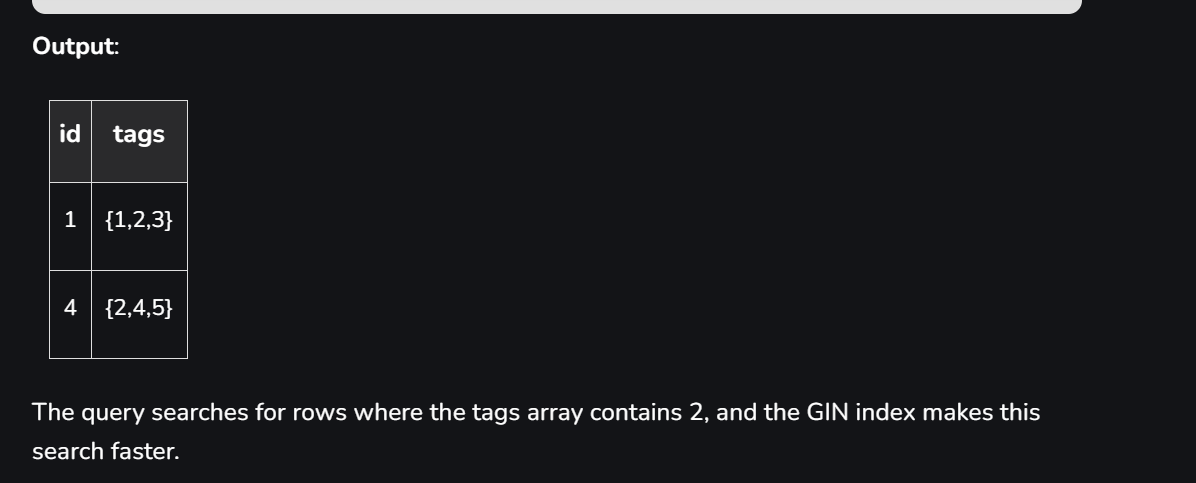 Output:
id tags
1 {1,2,3}
4 {2,4,5}
The query searches for rows where the tags array contains 2, and the GIN index makes this
search faster.